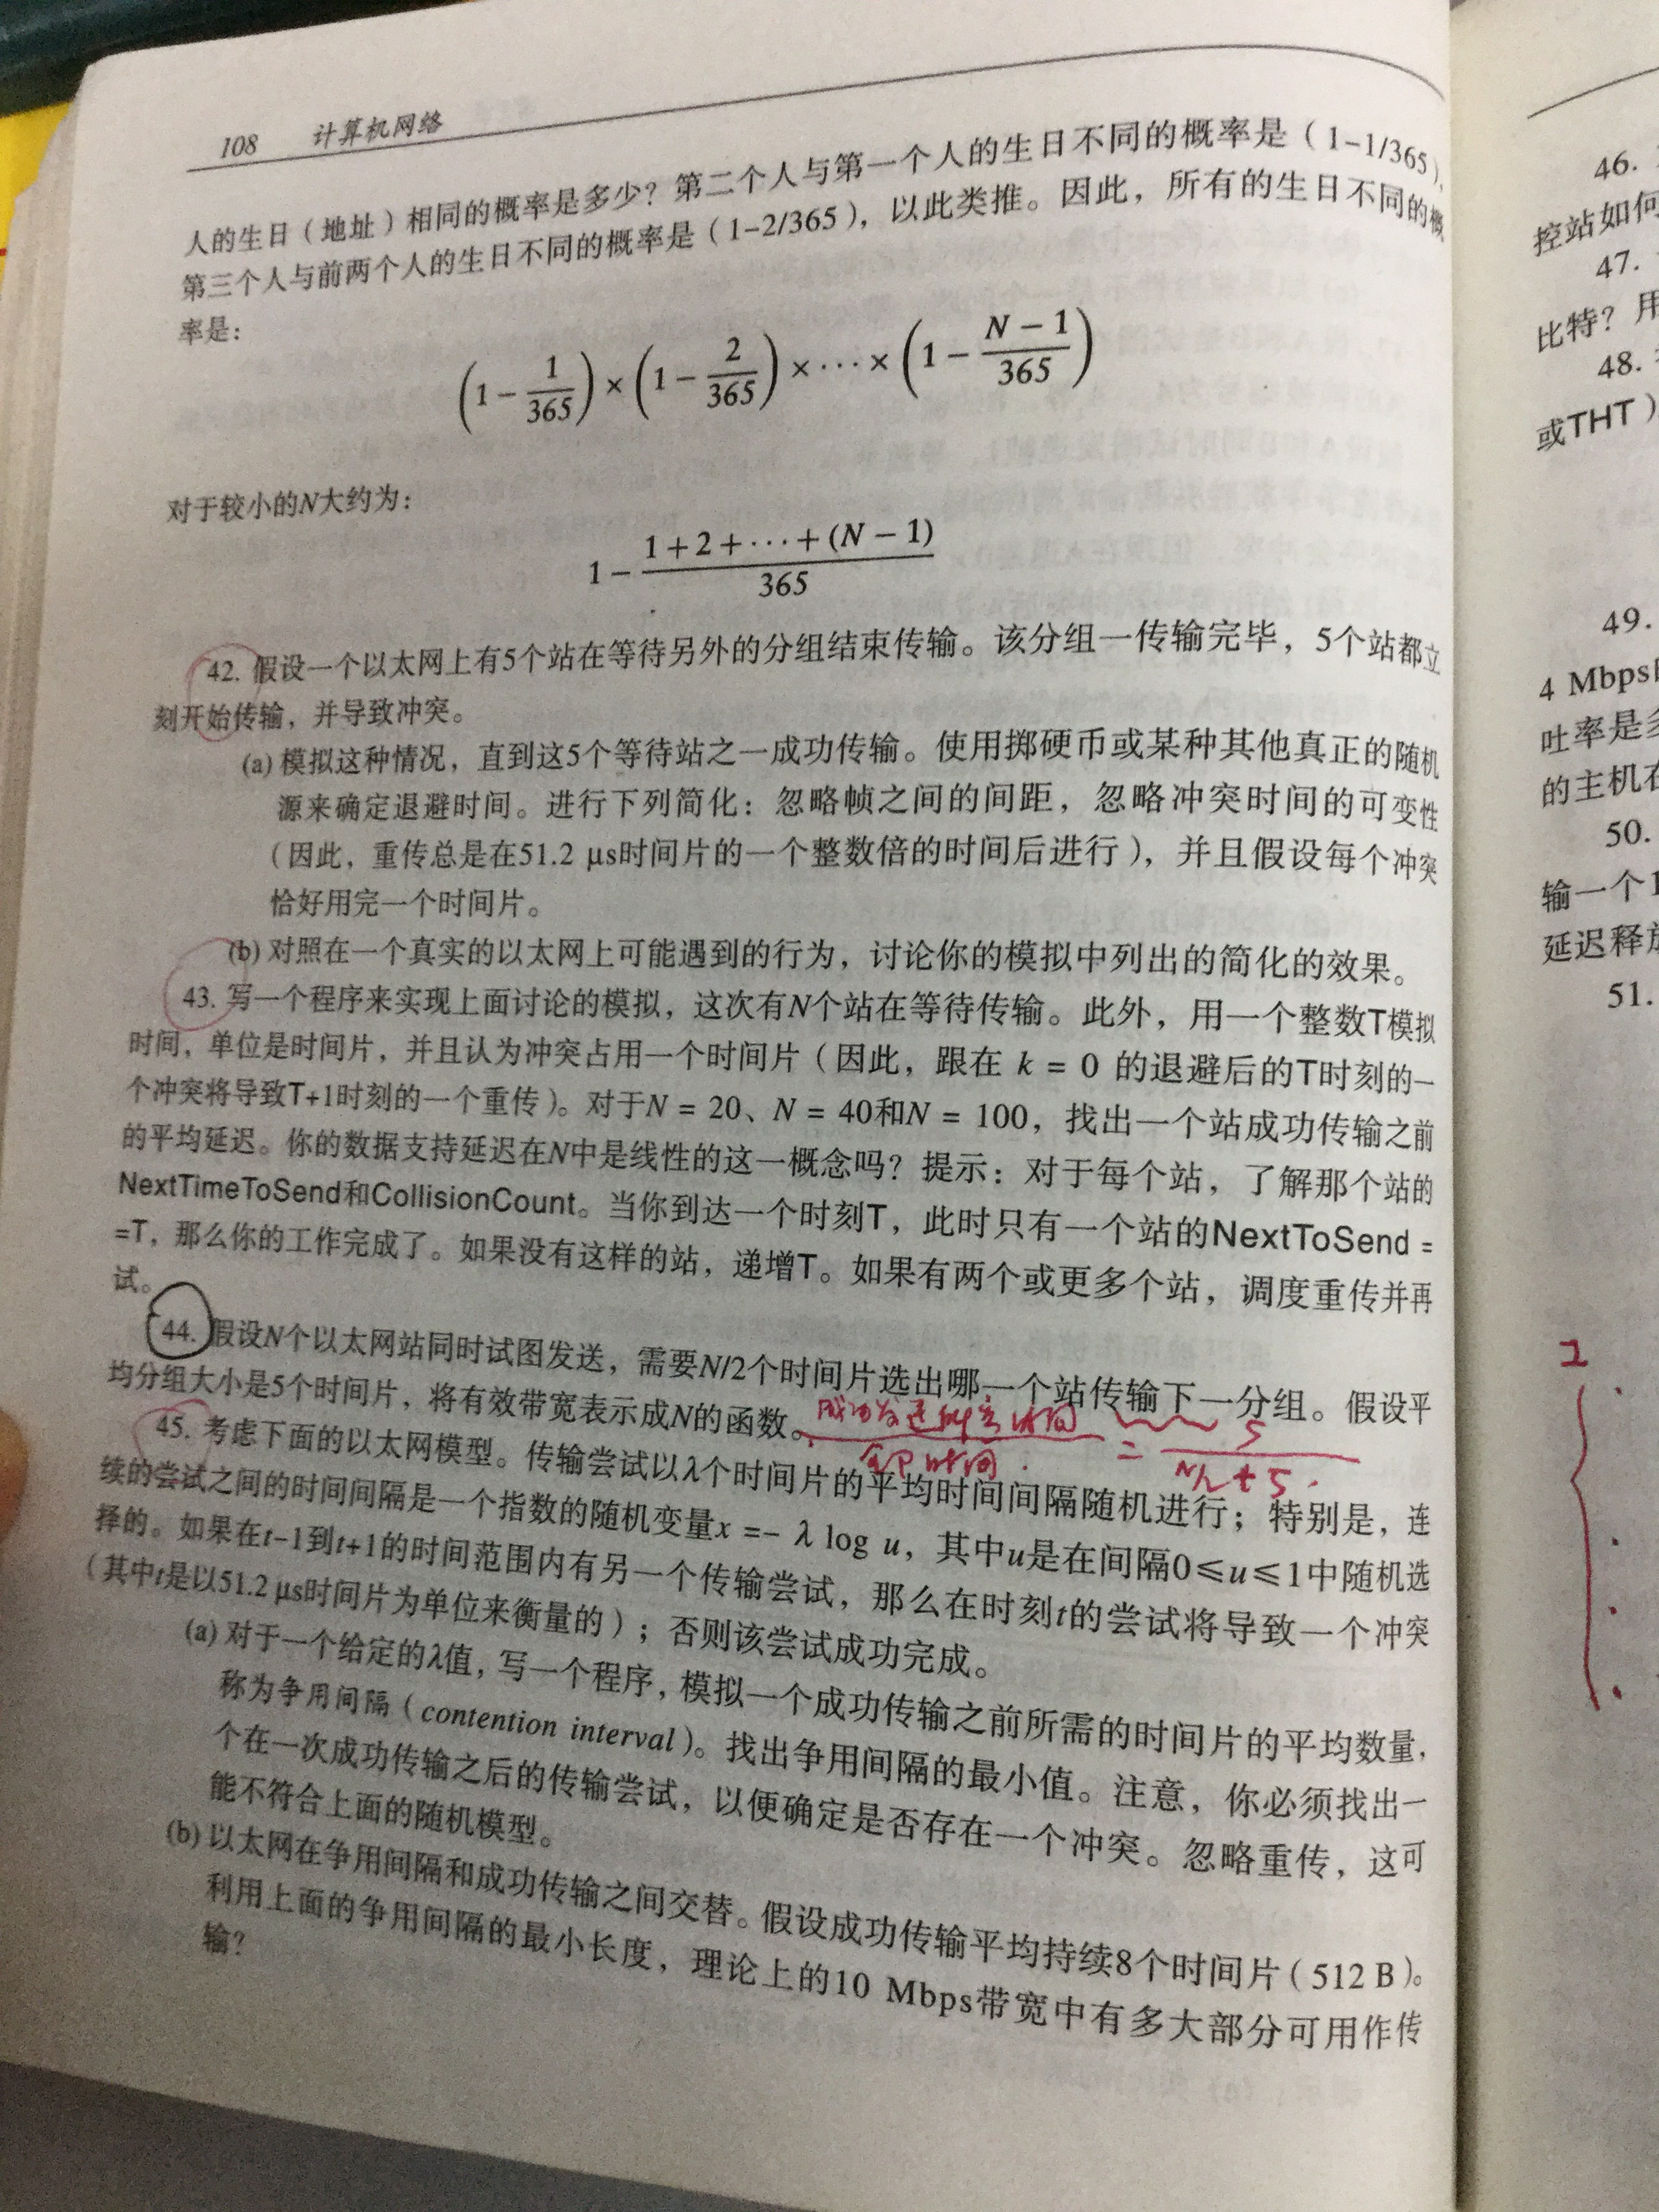 108 计算机网络
人的生日（地址）相同的概率是多少？第二个人与第一个人的生日不同的概率是（1-1/365），
第三个人与前两个人的生日不同的概率是（1-2/365），以此类推。因此，所有的生日不同的概
率是：
(1 - 1/365) × (1 - 2/365) × ··· × (1 - (N - 1)/365)
对于较小的N大约为：
1 - (1+2+···+(N - 1))/365
42. 假设一个以太网上有5个站在等待另外的分组结束传输。该分组一传输完毕，5个站都立
刻开始传输，并导致冲突。
(a) 模拟这种情况，直到这5个等待站之一成功传输。使用掷硬币或某种其他真正的随机
源来确定退避时间。进行下列简化：忽略帧之间的间距，忽略冲突时间的可变性
（因此，重传总是在51.2 μs时间片的一个整数倍的时间后进行），并且假设每个冲突
恰好用完一个时间片。
(b) 对照在一个真实的以太网上可能遇到的行为，讨论你的模拟中列出的简化的效果。
43. 写一个程序来实现上面讨论的模拟，这次有N个站在等待传输。此外，用一个整数T模拟
时间，单位是时间片，并且认为冲突占用一个时间片（因此，跟在 k = 0 的退避后的T时刻的一
个冲突将导致T+1时刻的一个重传）。对于N = 20、N = 40和N = 100，找出一个站成功传输之前
的平均延迟。你的数据支持延迟在N中是线性的这一概念吗？提示：对于每个站，了解那个站的
NextTimeToSend和CollisionCount。当你到达一个时刻T，此时只有一个站的NextToSend =
=T，那么你的工作完成了。如果没有这样的站，递增T。如果有两个或更多个站，调度重传并再
试。
44. 假设N个以太网站同时试图发送，需要N/2个时间片选出哪一个站传输下一分组。假设平
均分组大小是5个时间片，将有效带宽表示成N的函数。
成功发送 时间 / 时间 = 5 / N/2 + 5.
45. 考虑下面的以太网模型。传输尝试以λ个时间片的平均时间间隔随机进行；特别是，连
续的尝试之间的时间间隔是一个指数的随机变量x =- λ log u，其中u是在间隔0≤u≤1中随机选
择的。如果在t-1到t+1的时间范围内有另一个传输尝试，那么在时刻t的尝试将导致一个冲突
（其中t是以51.2 μs时间片为单位来衡量的）；否则该尝试成功完成。
(a) 对于一个给定的λ值，写一个程序，模拟一个成功传输之前所需的时间片的平均数量，
称为争用间隔（contention interval）。找出争用间隔的最小值。注意，你必须找出一
个在一次成功传输之后的传输尝试，以便确定是否存在一个冲突。忽略重传，这可
能不符合上面的随机模型。
(b) 以太网在争用间隔和成功传输之间交替。假设成功传输平均持续8个时间片（512 B）。
利用上面的争用间隔的最小长度，理论上的10 Mbps带宽中有多大部分可用作传
输？
46.
控站如何
47.
比特？用
48.
或THT）
49.
4 Mbps
吐率是多
的主机在
50.
输一个1
延迟释放
51.